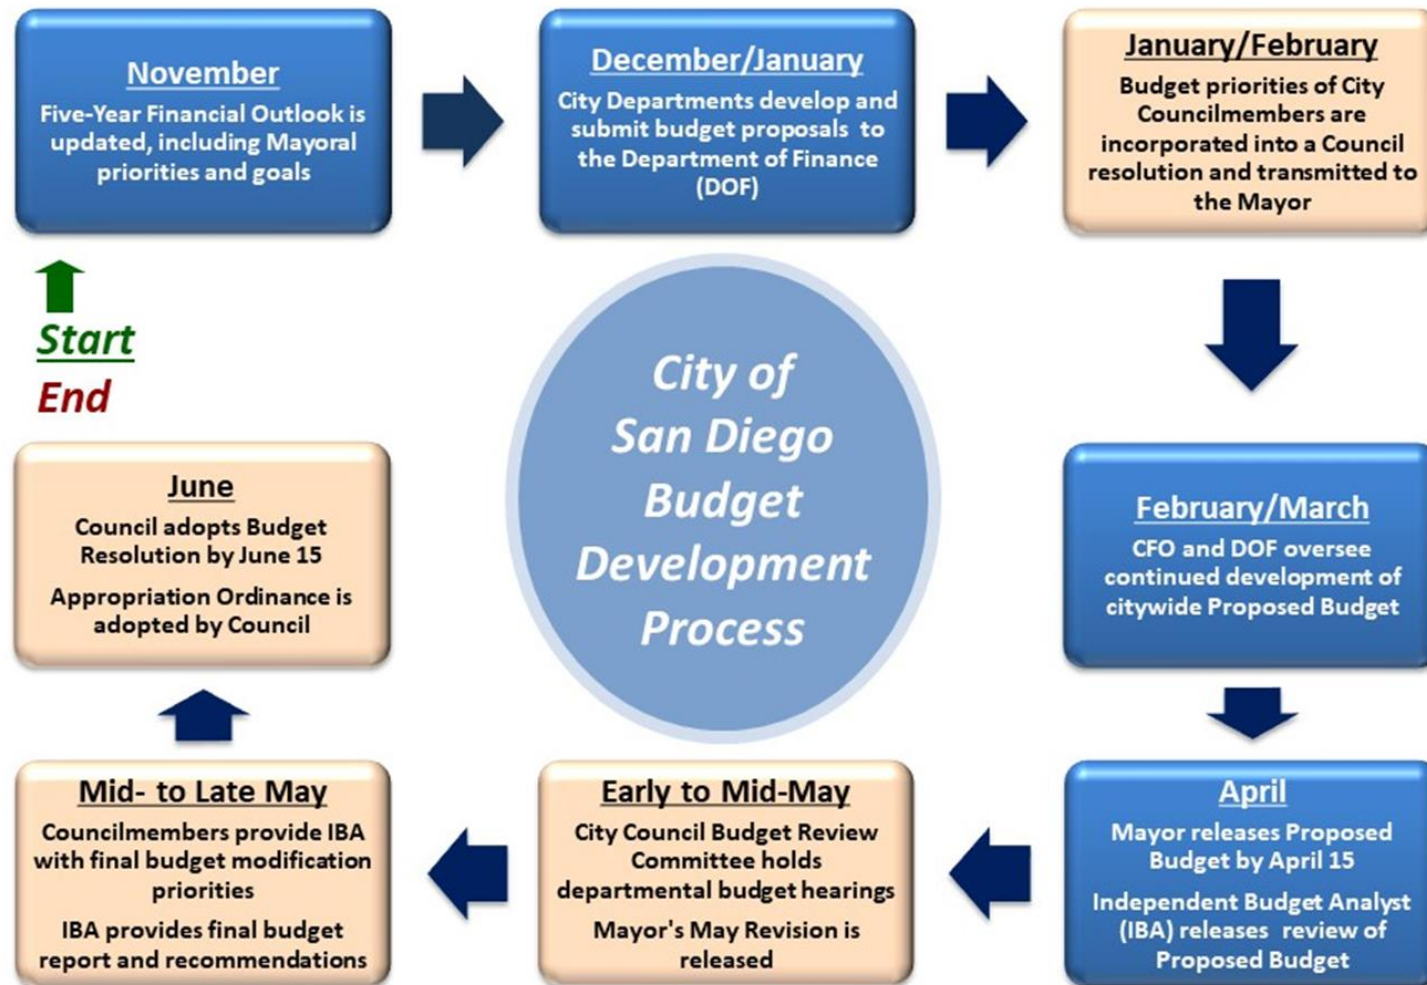 November
Five-Year Financial Outlook is
updated, including Mayoral
priorities and goals
December/January
City Departments develop and
submit budget proposals to
the Department of Finance
(DOF)
January/February
Budget priorities of City
Councilmembers are
incorporated into a Council
resolution and transmitted to
the Mayor
Start
End
City of
San Diego
Budget
Development
Process
February/March
CFO and DOF oversee
continued development of
citywide Proposed Budget
April
Mayor releases Proposed
Budget by April 15
Independent Budget Analyst
(IBA) releases review of
Proposed Budget
Early to Mid-May
City Council Budget Review
Committee holds
departmental budget hearings
Mayor's May Revision is
released
Mid- to Late May
Councilmembers provide IBA
with final budget modification
priorities
IBA provides final budget
report and recommendations
June
Council adopts Budget
Resolution by June 15
Appropriation Ordinance is
adopted by Council